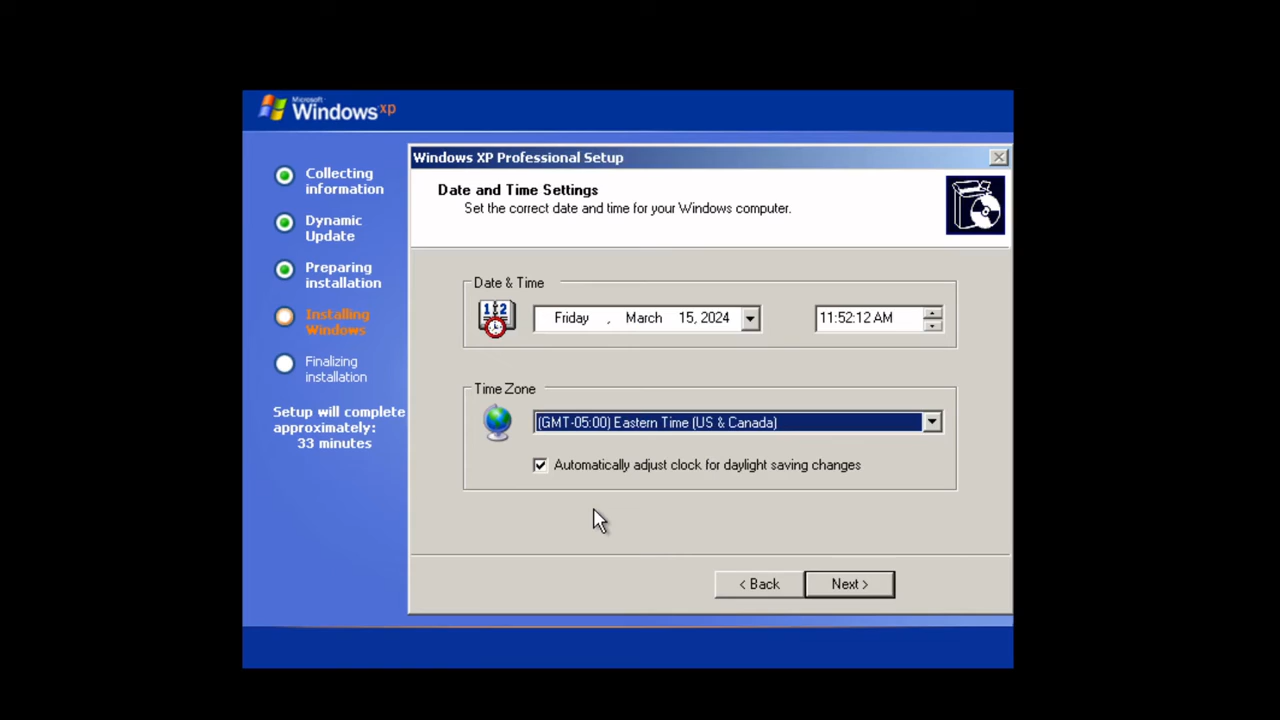 Microsoft
Windows xp
Windows XP Professional Setup
Collecting
information
Dynamic
Update
Preparing
installation
Installing
Windows
Finalizing
installation
Setup will complete
approximately:
33 minutes
Date and Time Settings
Set the correct date and time for your Windows computer.
Date & Time
12
Friday , March 15, 2024
11:52:12 AM
Time Zone
(GMT-05:00) Eastern Time (US & Canada)
Automatically adjust clock for daylight saving changes
< Back Next >